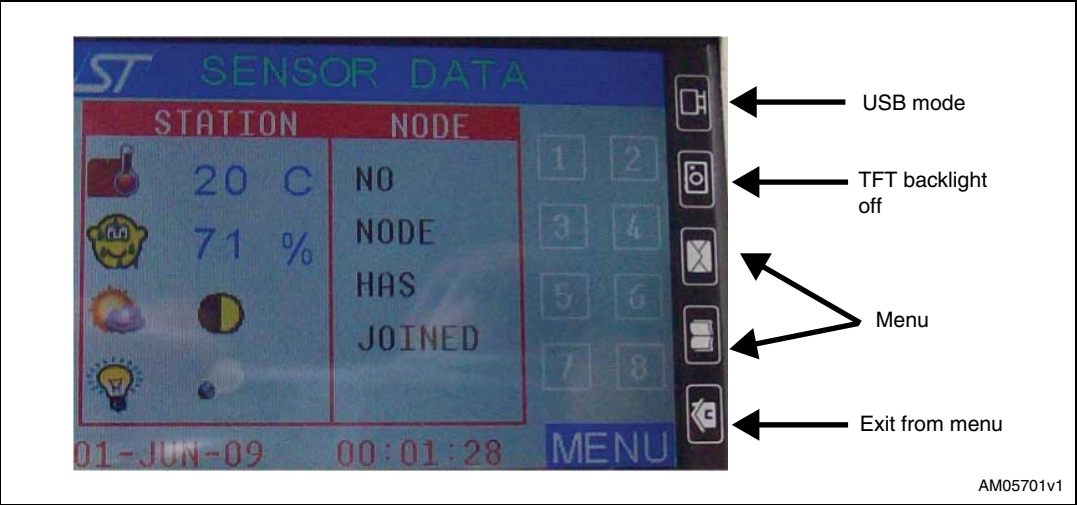 ST SENSOR DATA
STATION NODE
20 C
71 %
NO
NODE
HAS
JOINED
1 2
3 4
5 6
7 8
01-JUN-09 00:01:28 MENU
USB mode
TFT backlight
off
Menu
Exit from menu
AM05701v1